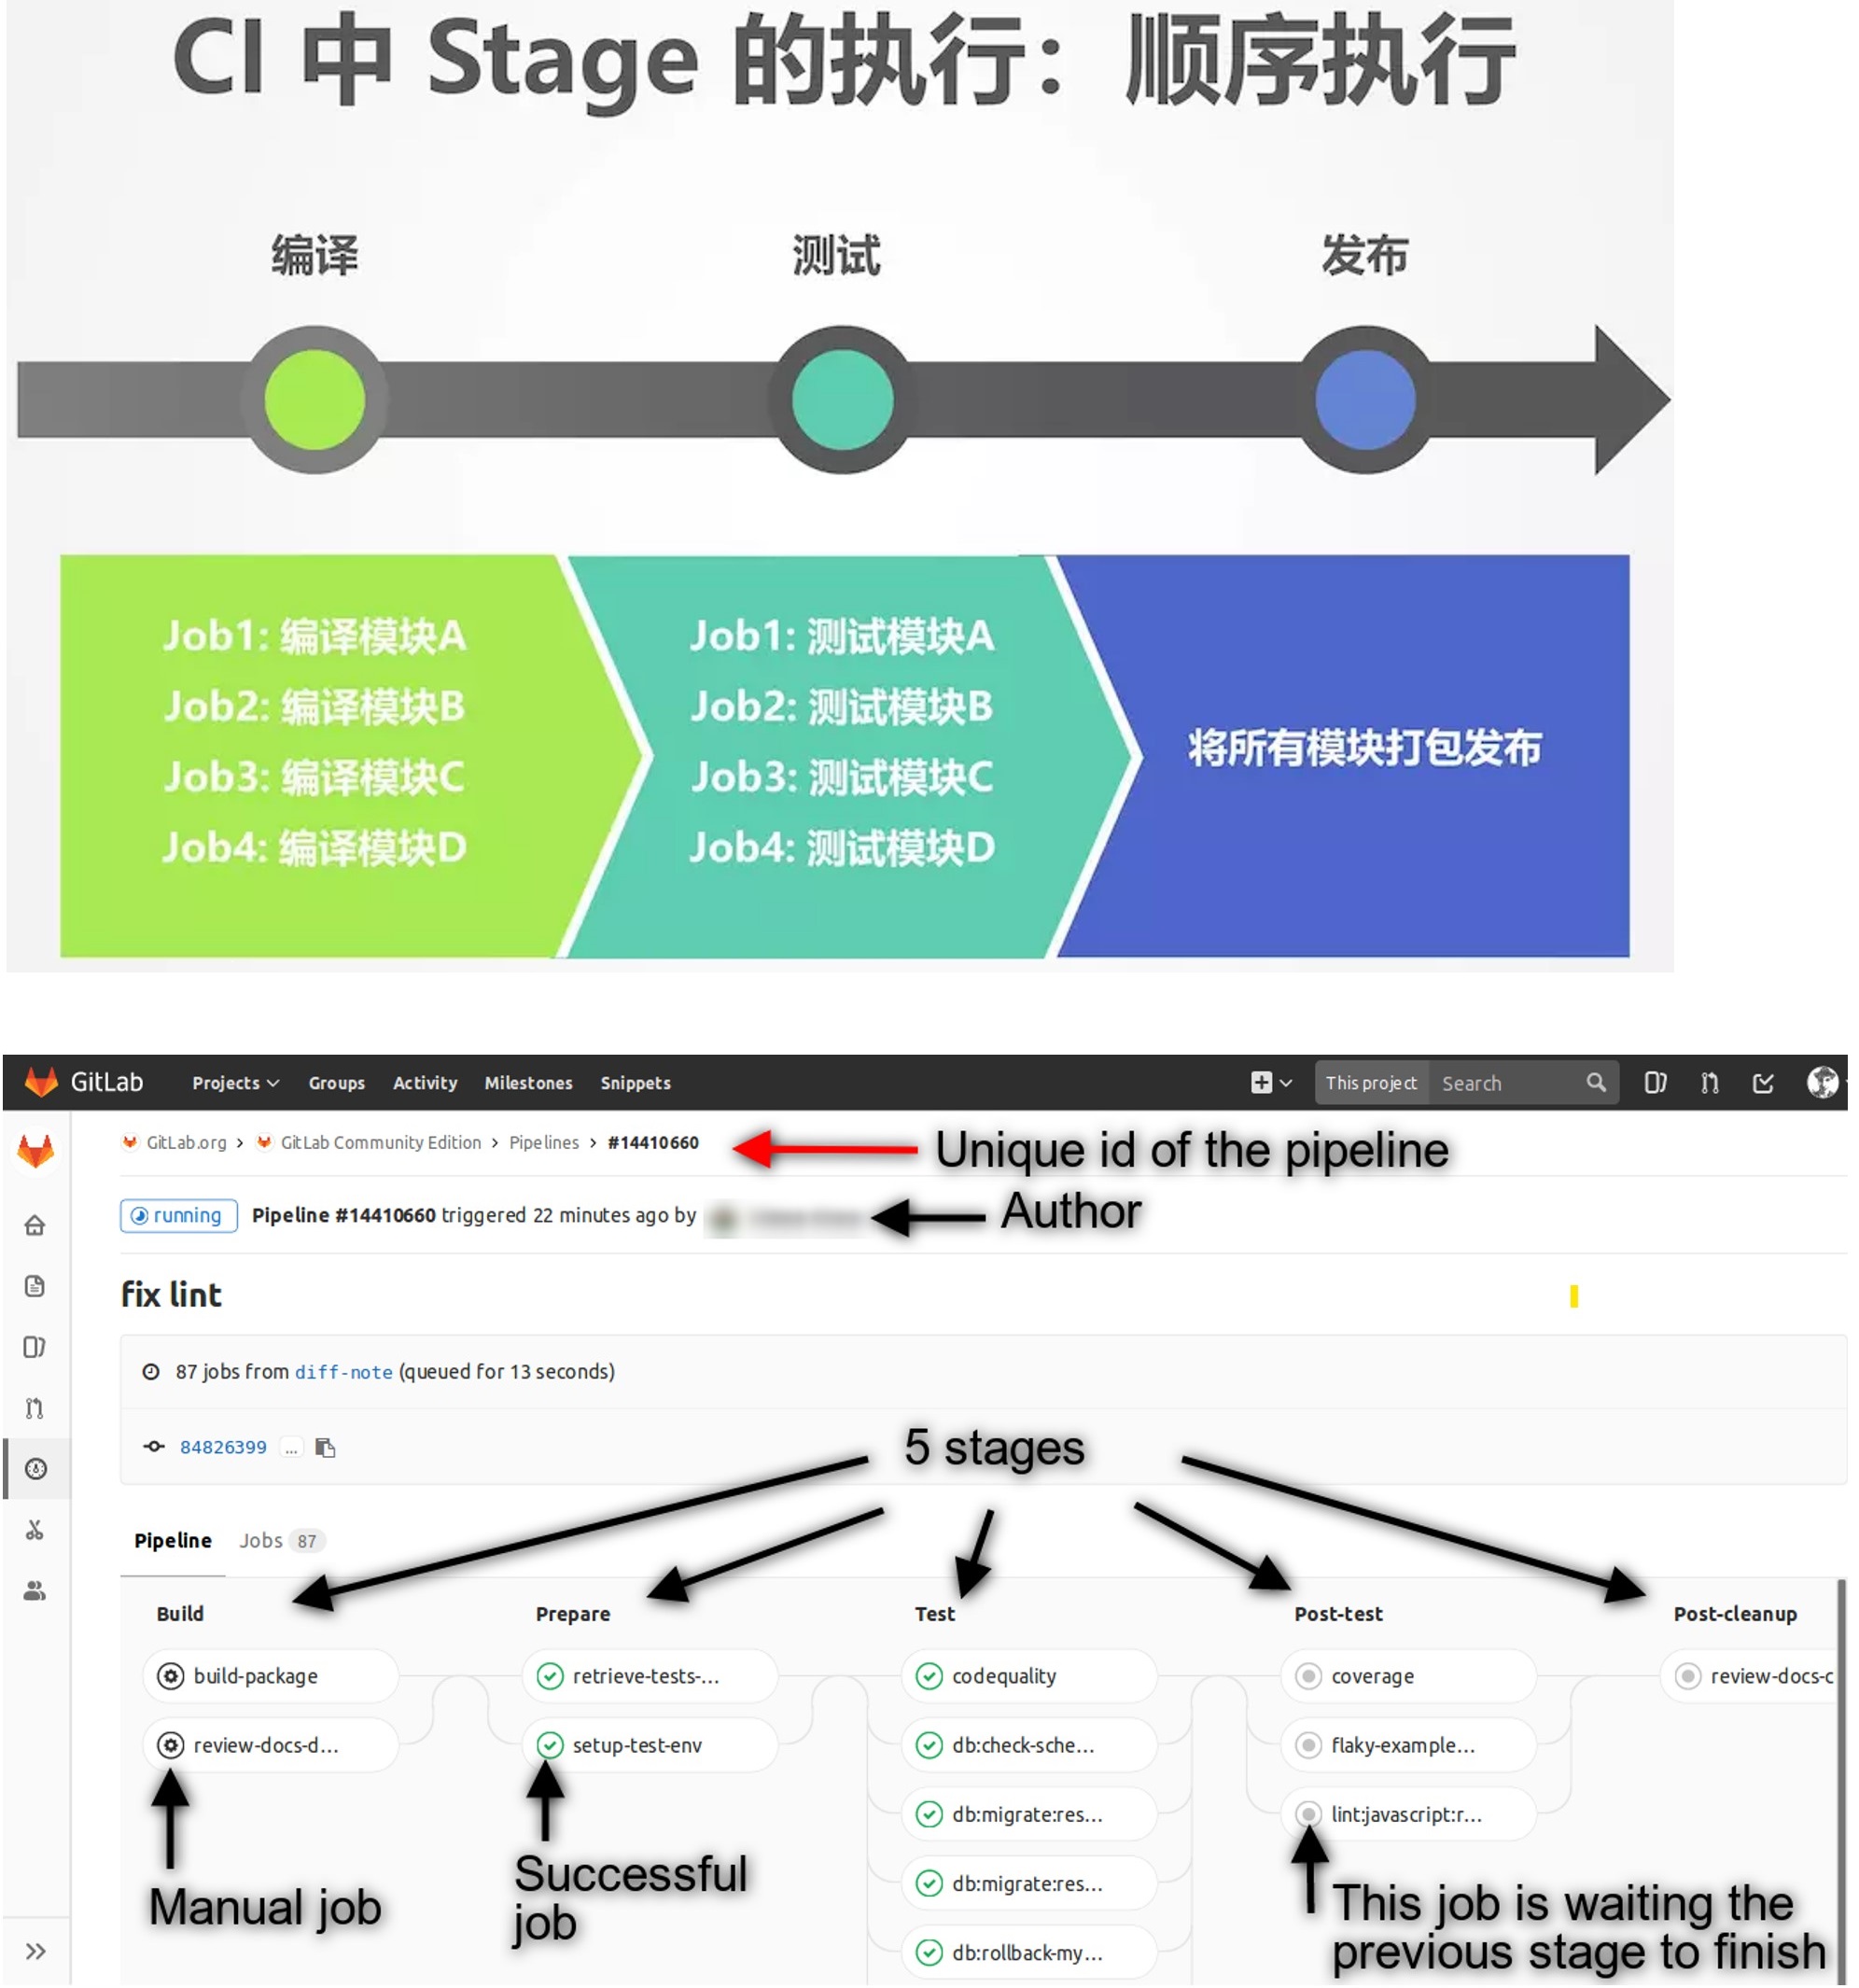 CI 中 Stage 的执行：顺序执行
编译
测试
发布
Job1: 编译模块A
Job2: 编译模块B
Job3: 编译模块C
Job4: 编译模块D
Job1: 测试模块A
Job2: 测试模块B
Job3: 测试模块C
Job4: 测试模块D
将所有模块打包发布
GitLab Projects Groups Activity Milestones Snippets This project Search
GitLab.org › GitLab Community Edition › Pipelines › #14410660
Unique id of the pipeline
running Pipeline #14410660 triggered 22 minutes ago by
Author
fix lint
87 jobs from diff-note (queued for 13 seconds)
84826399 ...
5 stages
Pipeline Jobs 87
Build
Prepare
Test
Post-test
Post-cleanup
build-package
retrieve-tests-...
codequality
coverage
review-docs-c
review-docs-d...
setup-test-env
db:check-sche...
flaky-example...
db:migrate:res...
lint:javascript:r...
db:migrate:res...
db:rollback-my...
Manual job
Successful
job
This job is waiting the
previous stage to finish